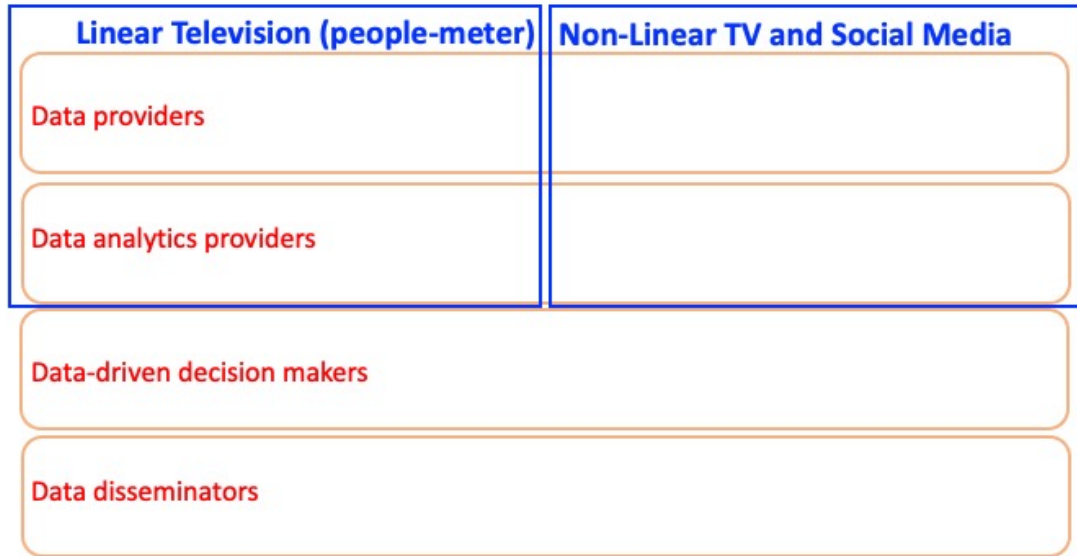 Linear Television (people-meter)
Non-Linear TV and Social Media
Data providers
Data analytics providers
Data-driven decision makers
Data disseminators